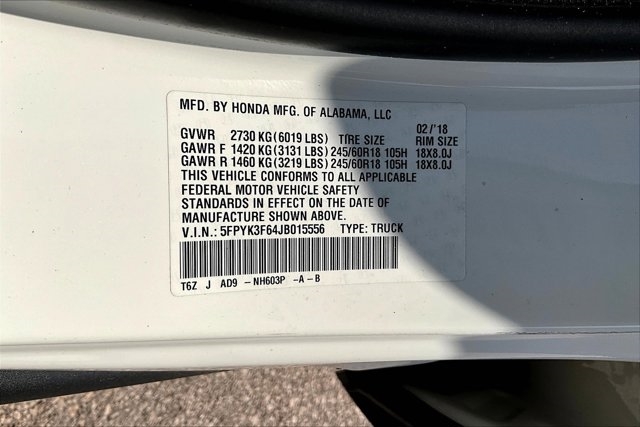 MFD. BY HONDA MFG. OF ALABAMA, LLC
02/'18
GVWR 2730 KG(6019 LBS) TIRE SIZE RIM SIZE
GAWR F 1420 KG(3131 LBS) 245/60R18 105H 18X8.0J
GAWR R 1460 KG(3219 LBS) 245/60R18 105H 18X8.0J
THIS VEHICLE CONFORMS TO ALL APPLICABLE
FEDERAL MOTOR VEHICLE SAFETY
STANDARDS IN EFFECT ON THE DATE OF
MANUFACTURE SHOWN ABOVE.
V.I.N.: 5FPYK3F64JB015556 TYPE: TRUCK
T6Z J AD9 -NH603P -A-B